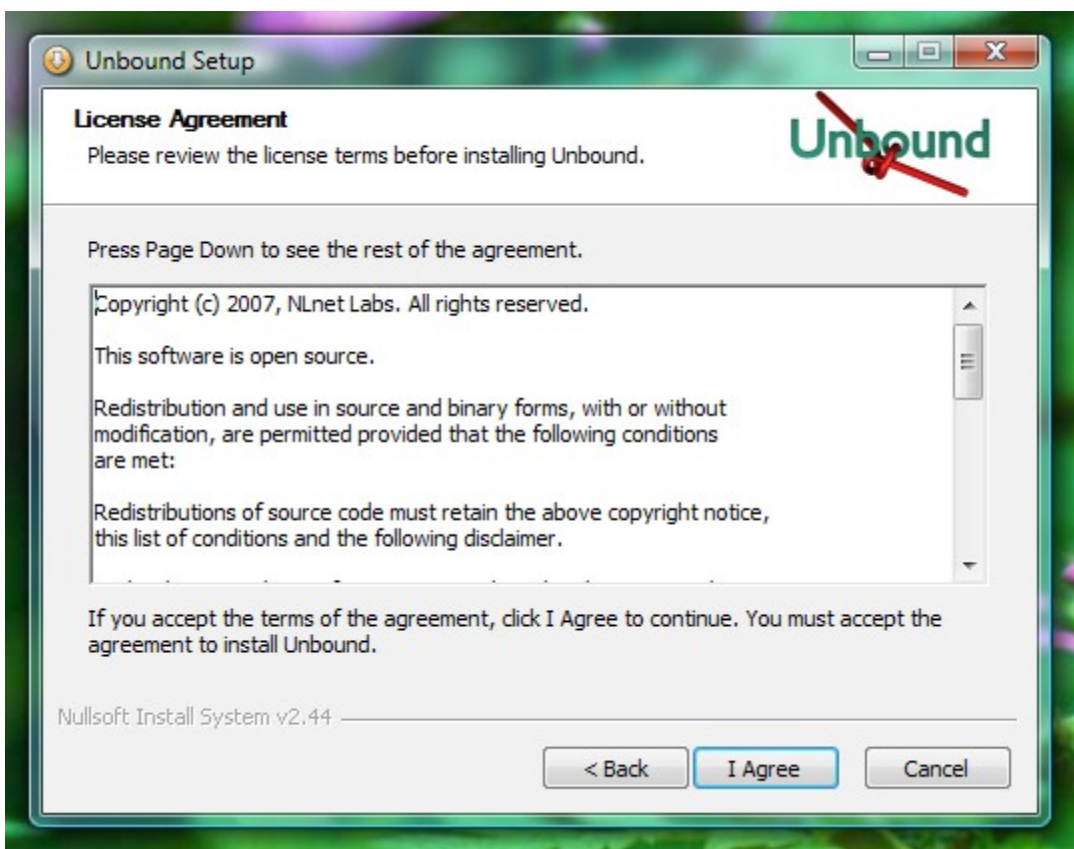 Unbound Setup
License Agreement
Please review the license terms before installing Unbound.
Unbound
Press Page Down to see the rest of the agreement.
Copyright (c) 2007, NLnet Labs. All rights reserved.
This software is open source.
Redistribution and use in source and binary forms, with or without
modification, are permitted provided that the following conditions
are met:
Redistributions of source code must retain the above copyright notice,
this list of conditions and the following disclaimer.
If you accept the terms of the agreement, click I Agree to continue. You must accept the
agreement to install Unbound.
Nullsoft Install System v2.44
< Back
I Agree
Cancel